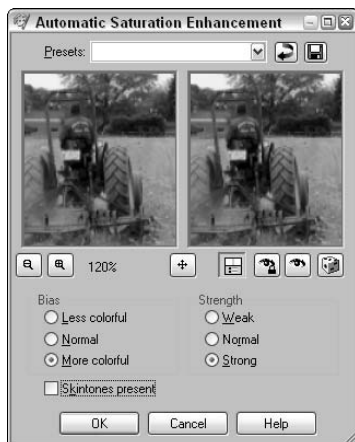 Automatic Saturation Enhancement
Presets:
120%
Bias
Strength
Less colorful
Weak
Normal
Normal
More colorful
Strong
Skintones present
OK
Cancel
Help